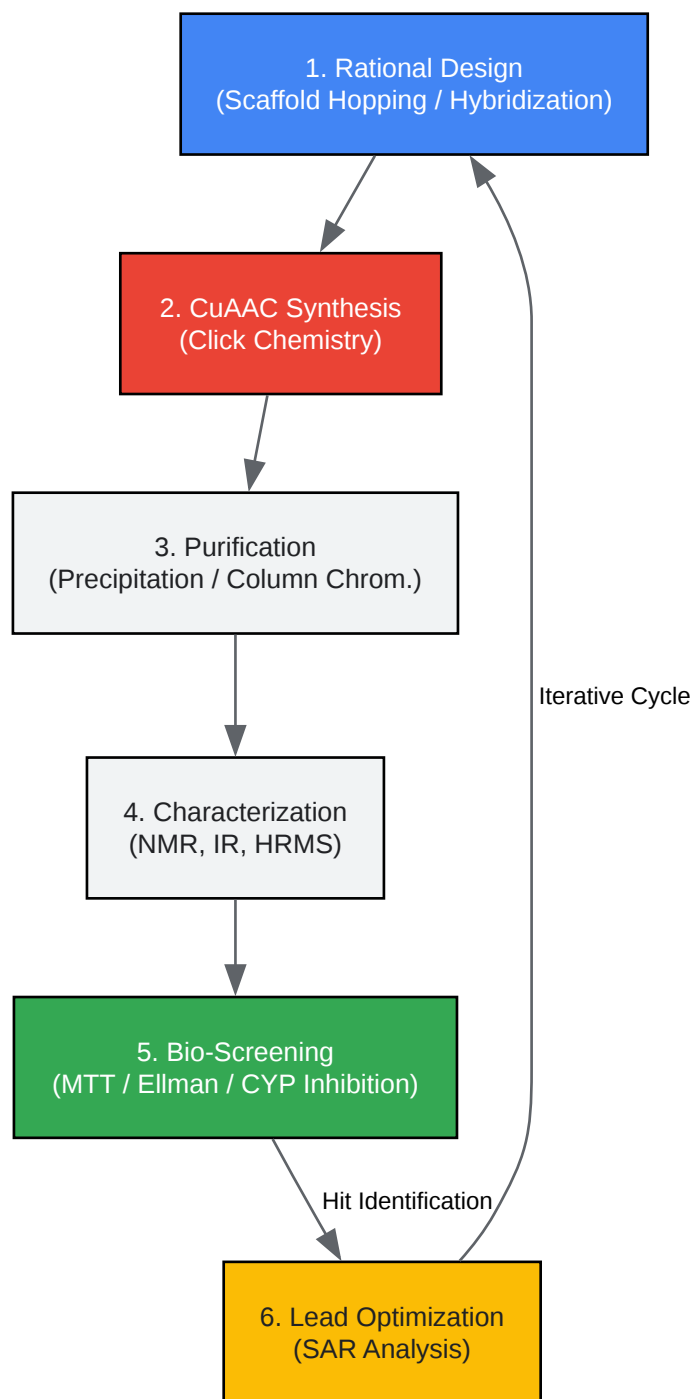 1. Rational Design
(Scaffold Hopping / Hybridization)
2. CuAAC Synthesis
(Click Chemistry)
3. Purification
(Precipitation / Column Chrom.)
Iterative Cycle
4. Characterization
(NMR, IR, HRMS)
5. Bio-Screening
(MTT / Ellman / CYP Inhibition)
Hit Identification
6. Lead Optimization
(SAR Analysis)